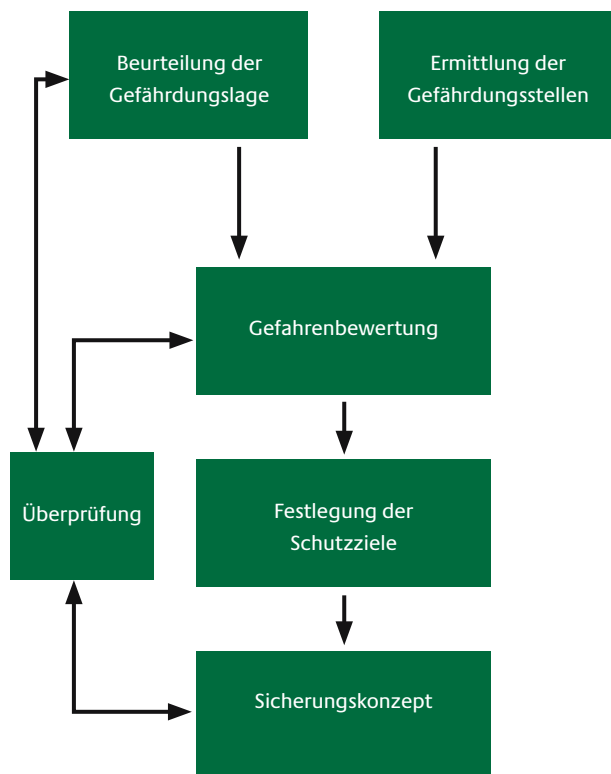 Beurteilung der
Gefährdungslage
Ermittlung der
Gefährdungsstellen
Gefahrenbewertung
Überprüfung
Festlegung der
Schutzziele
Sicherungskonzept